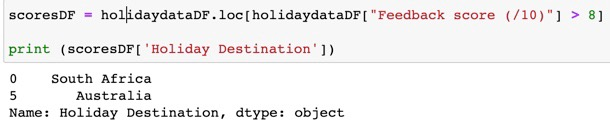 scoresDF = holidaydataDF.loc[holidaydataDF["Feedback score (/10)"] > 8]
print (scoresDF['Holiday Destination'])
0    South Africa
5       Australia
Name: Holiday Destination, dtype: object